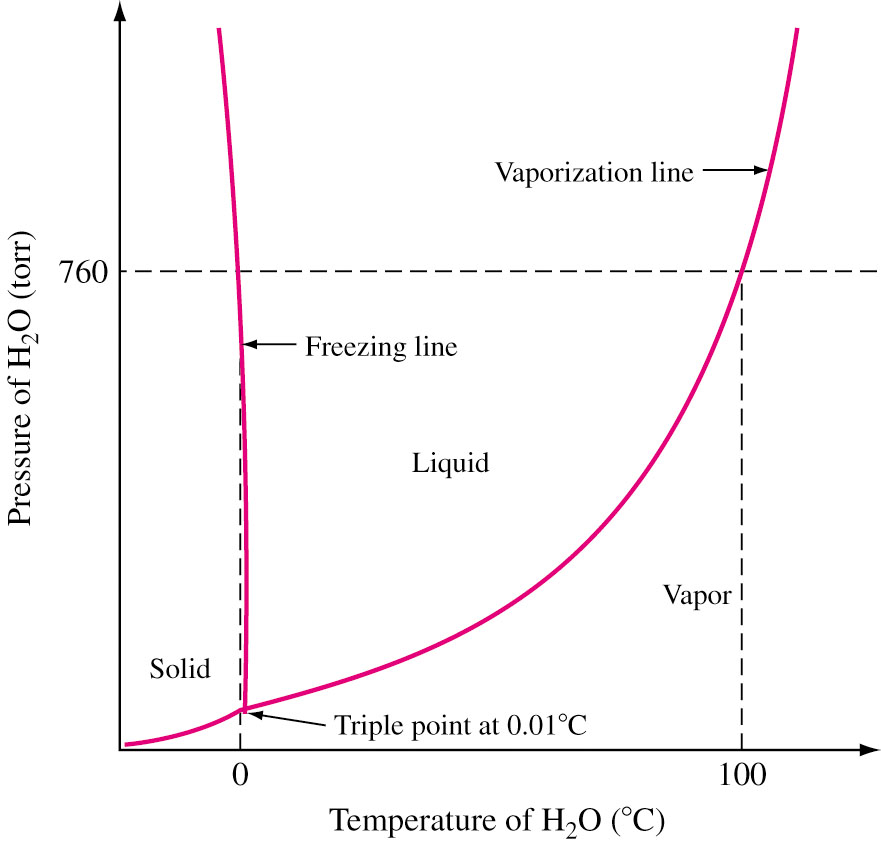 Pressure of H₂O (torr)
Vaporization line
760
Freezing line
Liquid
Vapor
Solid
Triple point at 0.01°C
0
100
Temperature of H₂O (°C)